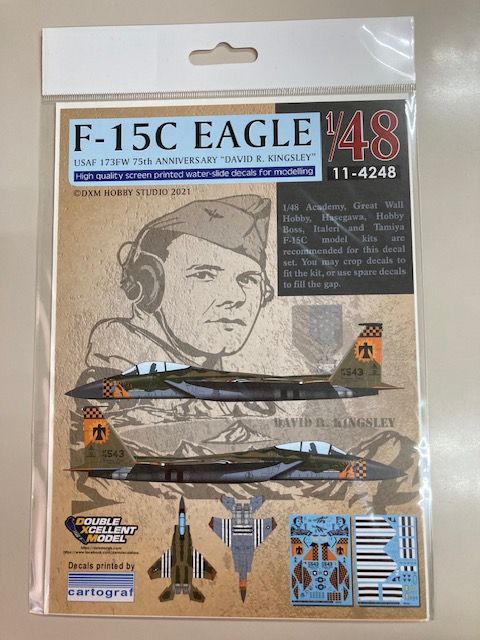 F-15C EAGLE
1/48
USAF 173FW 75th ANNIVERSARY "DAVID R. KINGSLEY"
High quality screen printed water-slide decals for modelling
11-4248
©DXM HOBBY STUDIO 2021
1/48 Academy, Great Wall
Hobby, Hasegawa, Hobby
Boss, Italeri and Tamiya
F-15C model kits are
recommended for this decal
set. You may crop decals to
fit the kit, or use spare decals
to fill the gap.
543
DAVID R. KINGSLEY
543
DOUBLE
XCELLENT
MODEL
Decals printed by
cartograf